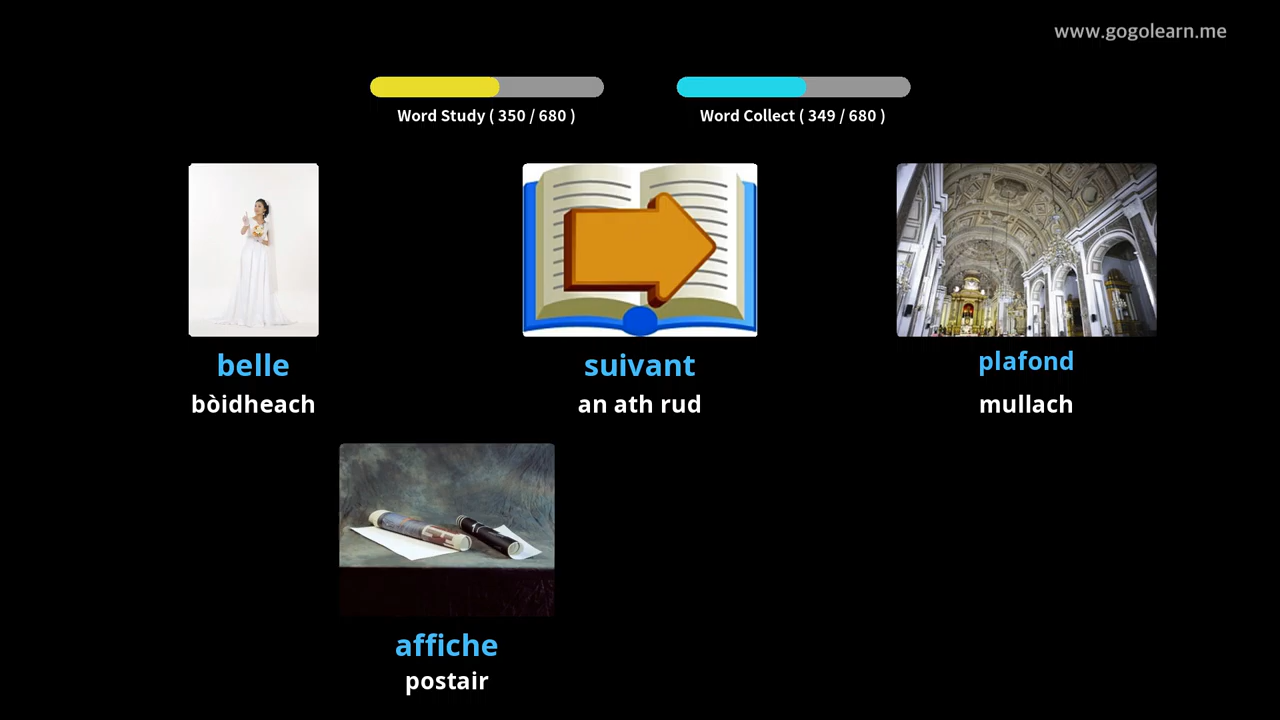 www.gogolearn.me
Word Study ( 350 / 680 )
Word Collect ( 349 / 680 )
belle
bòidheach
suivant
an ath rud
plafond
mullach
affiche
postair